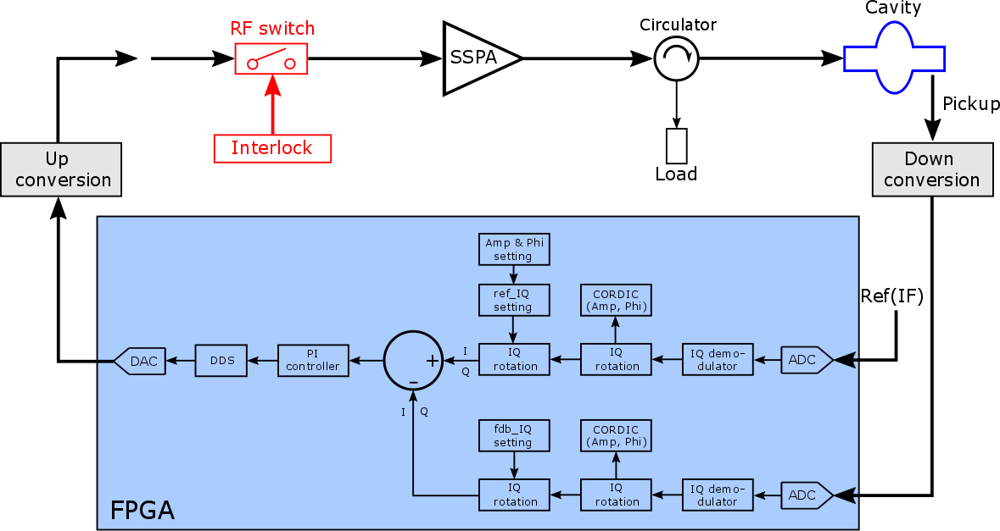 Cavity
RF switch
Circulator
SSPA
Pickup
Interlock
Up
conversion
Down
conversion
Load
Amp & Phi
setting
ref_IQ
setting
CORDIC
(Amp, Phi)
Ref(IF)
DAC
DDS
PI
controller
+
-
I
Q
IQ
rotation
IQ
rotation
IQ demo-
dulator
ADC
I Q
fdb_IQ
setting
CORDIC
(Amp, Phi)
IQ
rotation
IQ
rotation
IQ demo-
dulator
ADC
FPGA